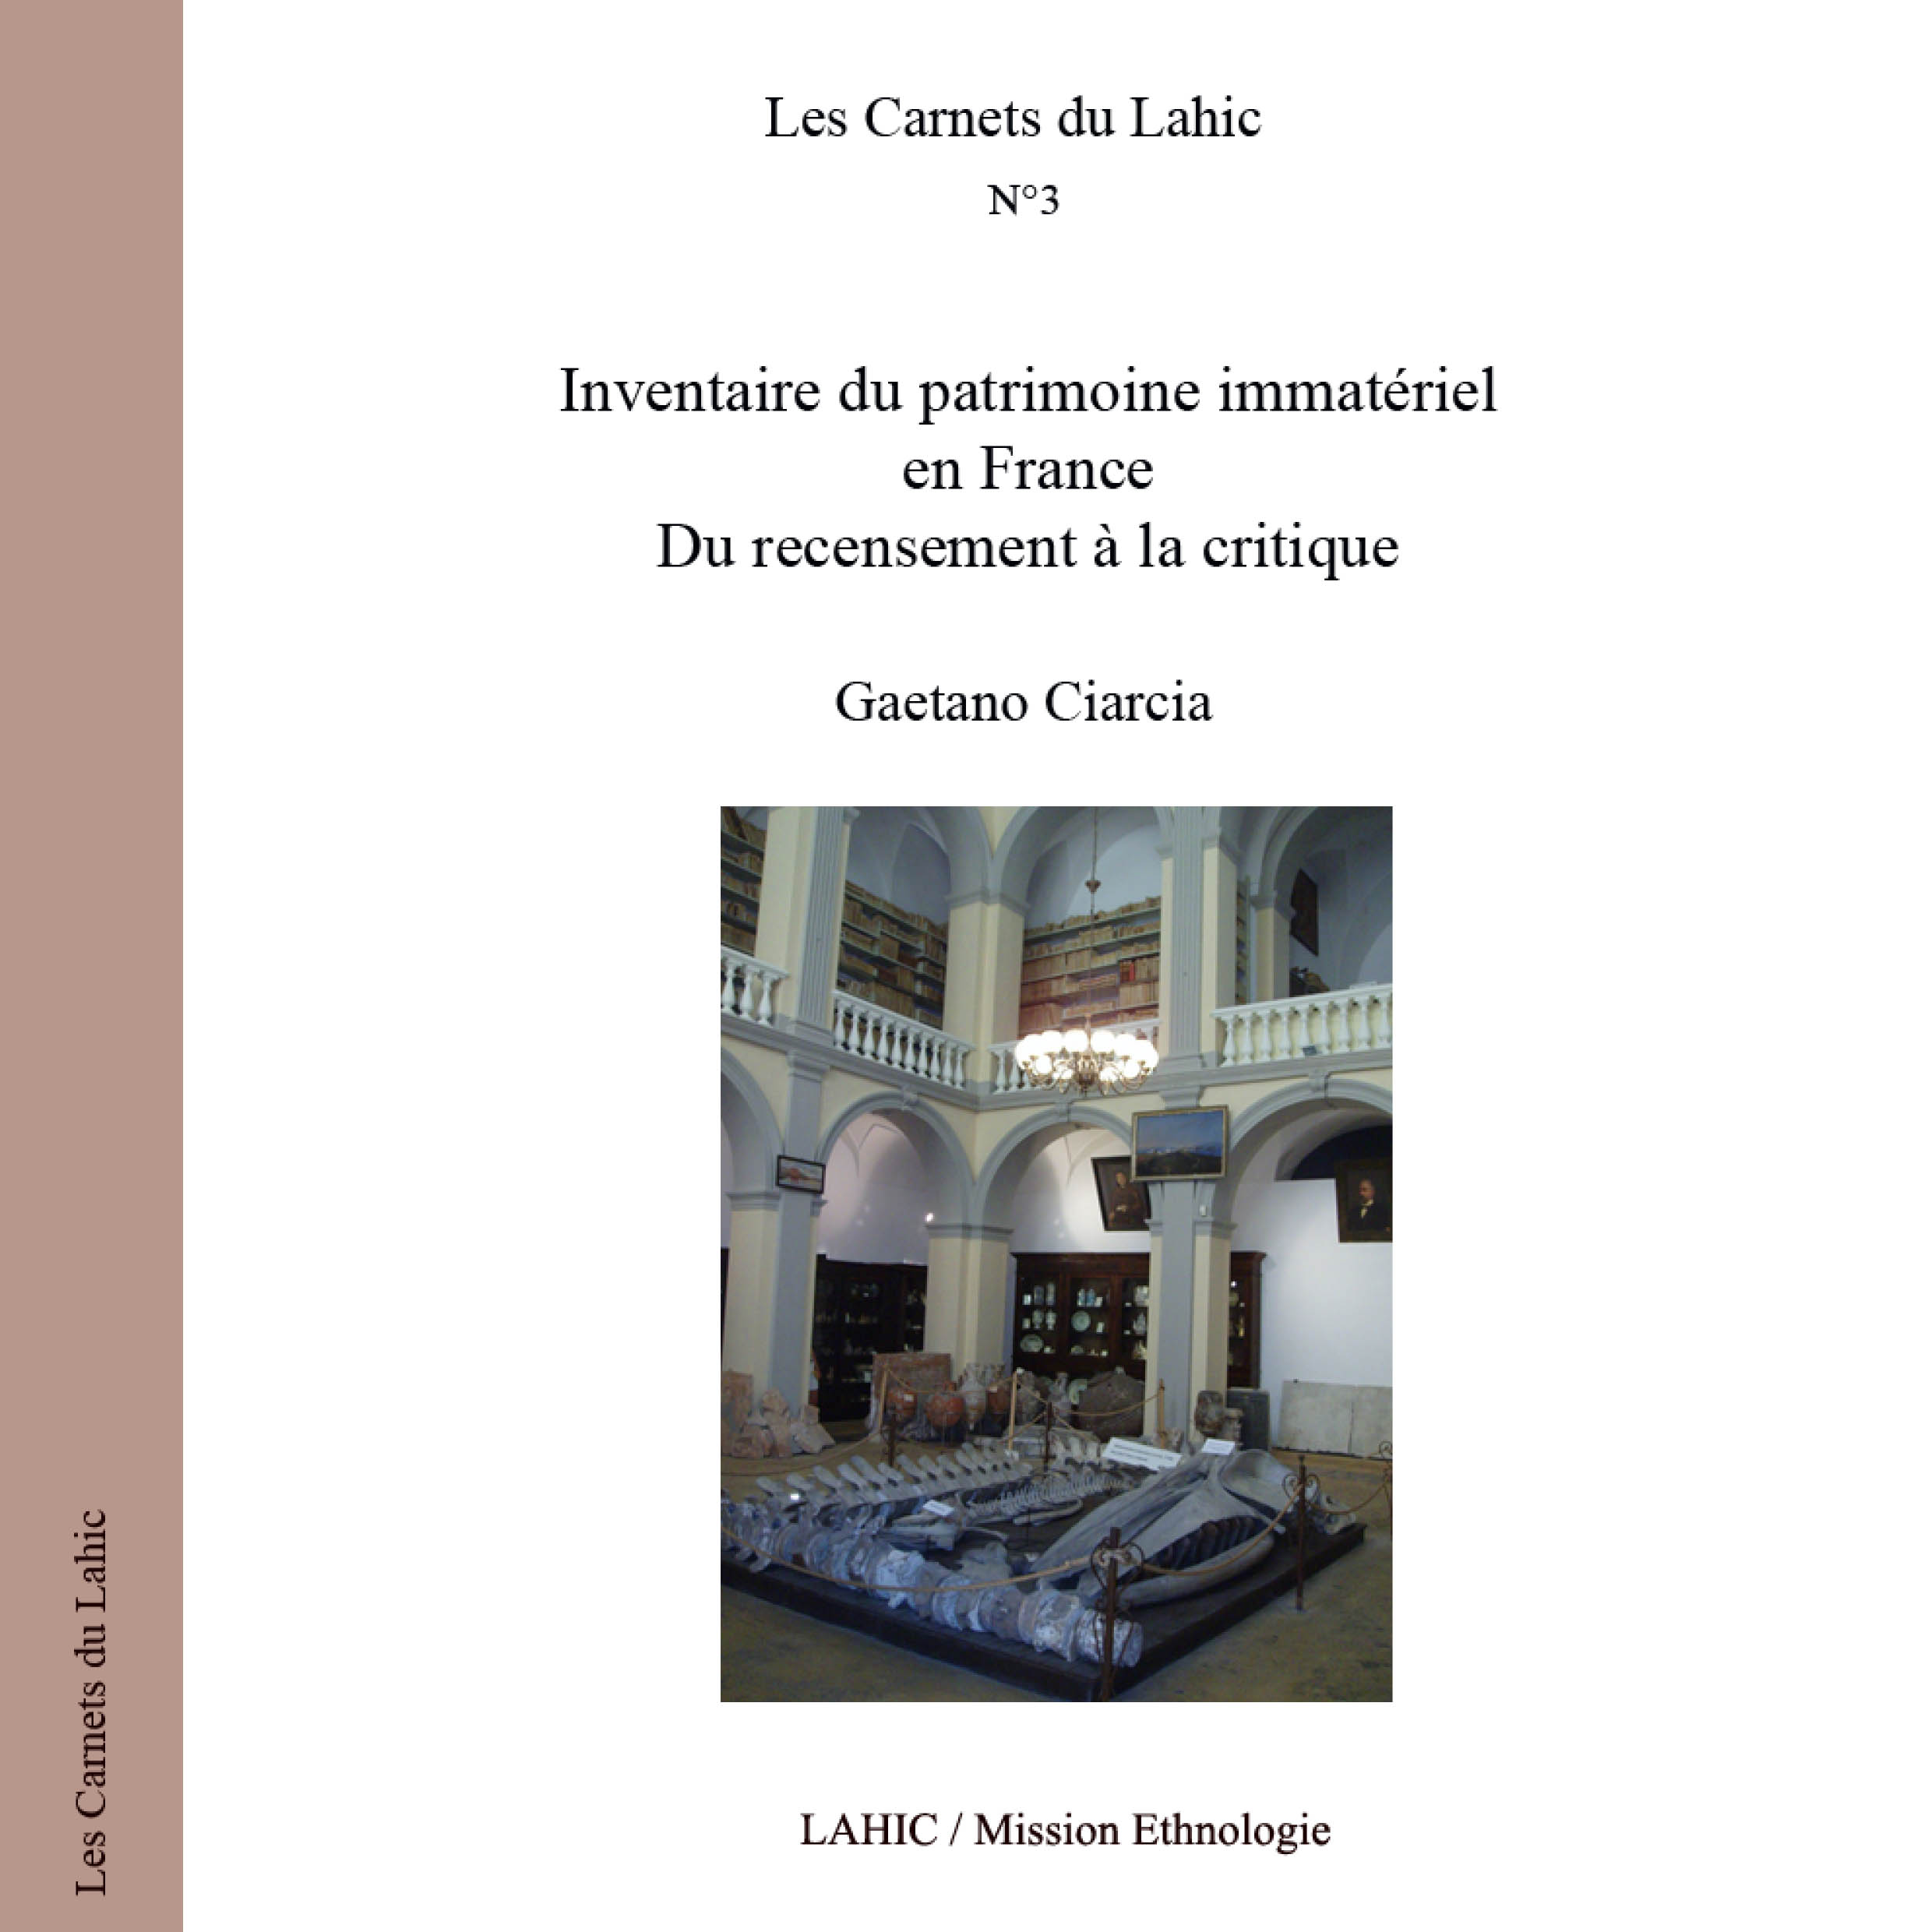 Les Carnets du Lahic
N°3
Inventaire du patrimoine immatériel
en France
Du recensement à la critique
Gaetano Ciarcia
LAHIC / Mission Ethnologie
Les Carnets du Lahic